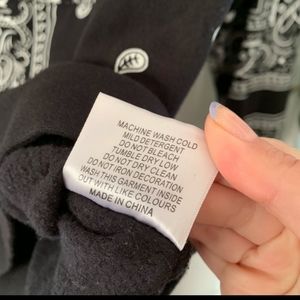 MACHINE WASH COLD
MILD DETERGENT
DO NOT BLEACH
TUMBLE DRY LOW
DO NOT DRY CLEAN
DO NOT IRON DECORATION
WASH THIS GARMENT INSIDE
OUT WITH LIKE COLOURS
MADE IN CHINA